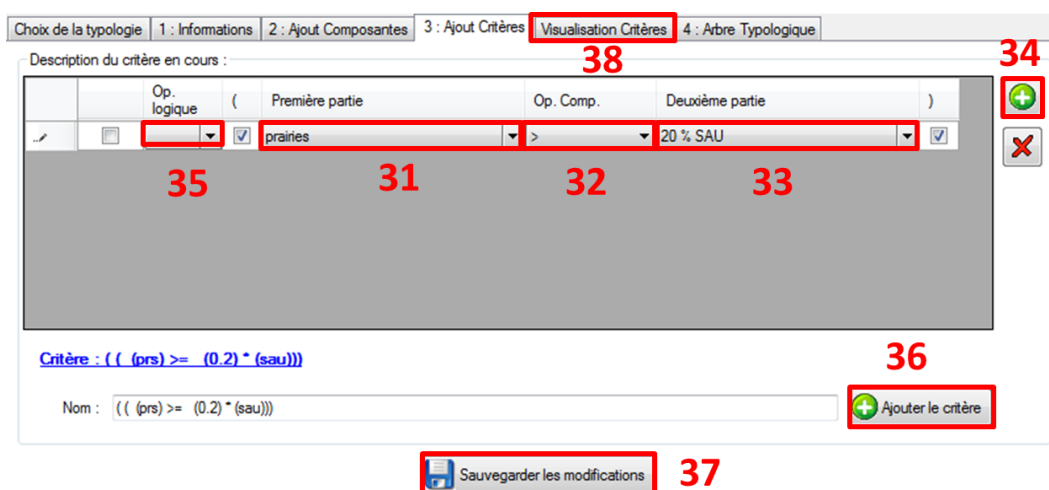 Choix de la typologie 1 : Informations 2 : Ajout Composantes 3 : Ajout Critères Visualisation Critères 4 : Arbre Typologique
38
34
Description du critère en cours :
Op. logique ( Première partie Op. Comp. Deuxième partie )
prairies > 20 % SAU
35 31 32 33
Critère : ( ( (prs) >= (0.2) * (sau)))
36
Nom : ( ( (prs) >= (0.2) * (sau))) Ajouter le critère
Sauvegarder les modifications 37